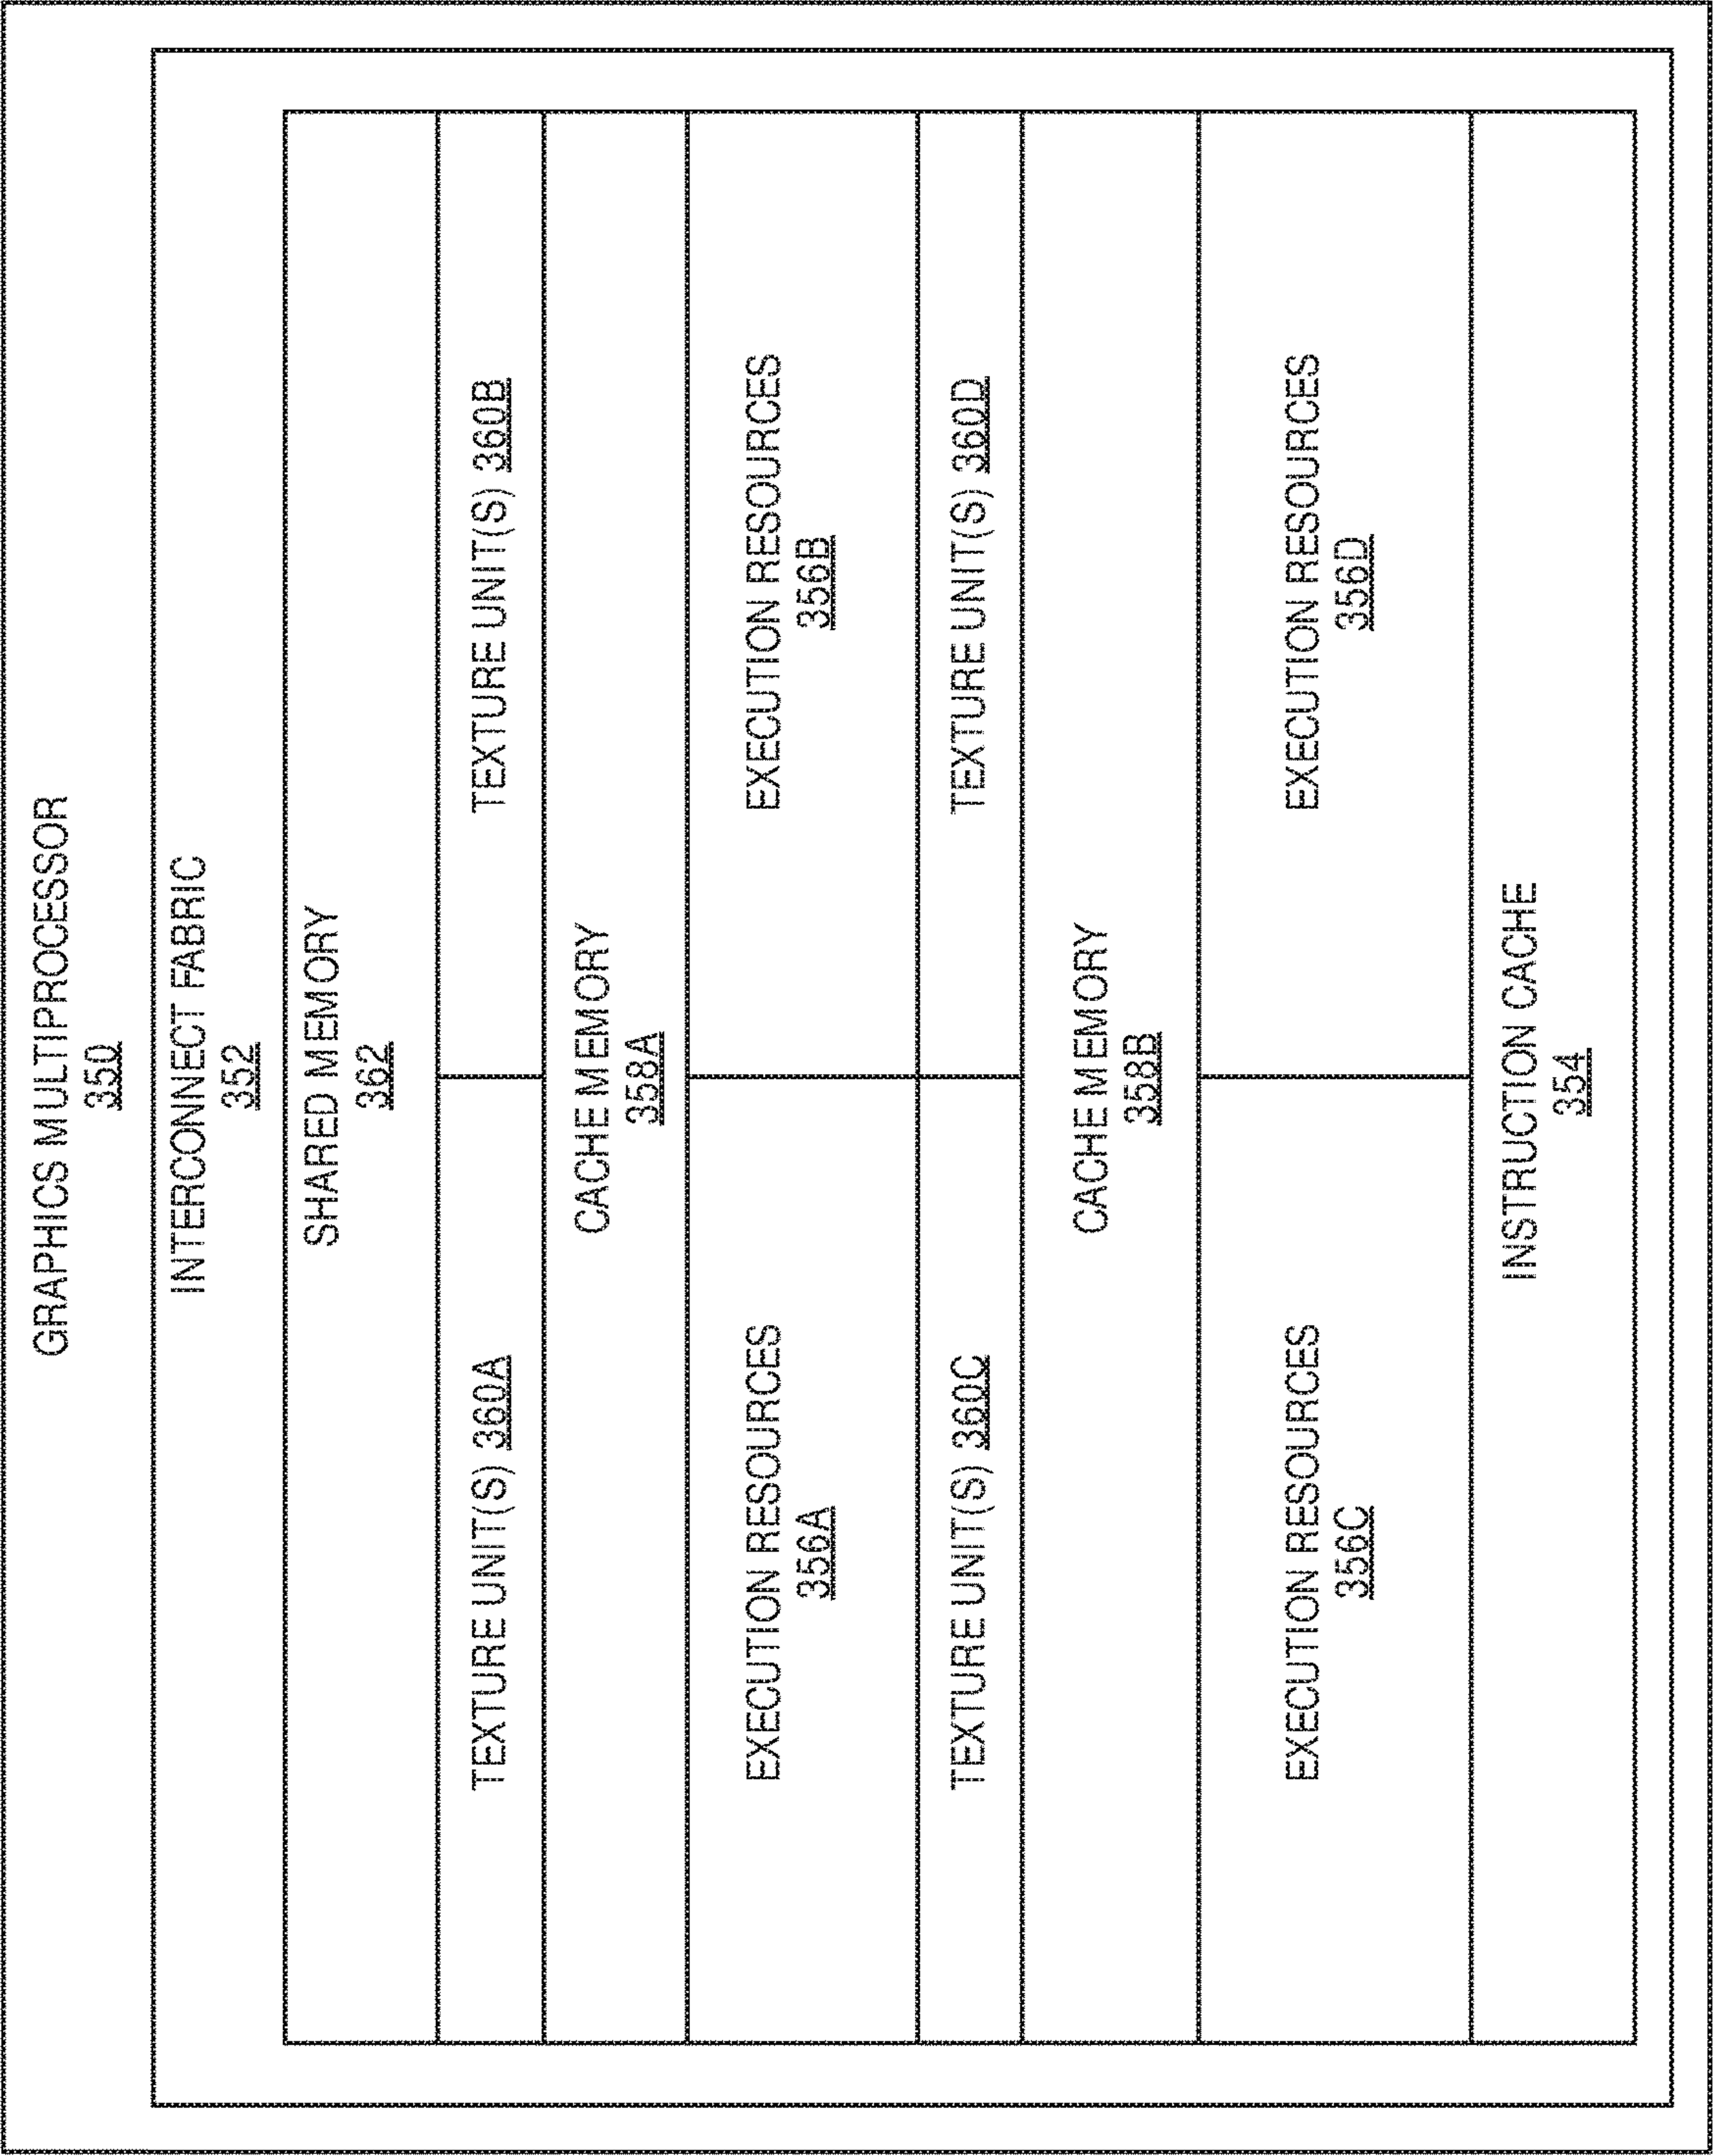 GRAPHICS MULTIPROCESSOR
350
INTERCONNECT FABRIC
352
SHARED MEMORY
362
TEXTURE UNIT(S) 360A
TEXTURE UNIT(S) 360B
CACHE MEMORY
358A
EXECUTION RESOURCES
356A
EXECUTION RESOURCES
356B
TEXTURE UNIT(S) 360C
TEXTURE UNIT(S) 360D
CACHE MEMORY
358B
EXECUTION RESOURCES
356C
EXECUTION RESOURCES
356D
INSTRUCTION CACHE
354